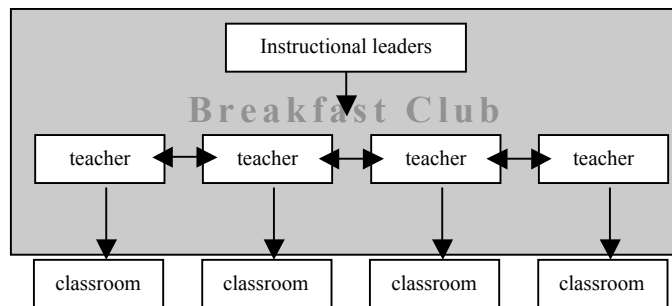 Instructional leaders
Breakfast Club
teacher teacher teacher teacher
classroom classroom classroom classroom